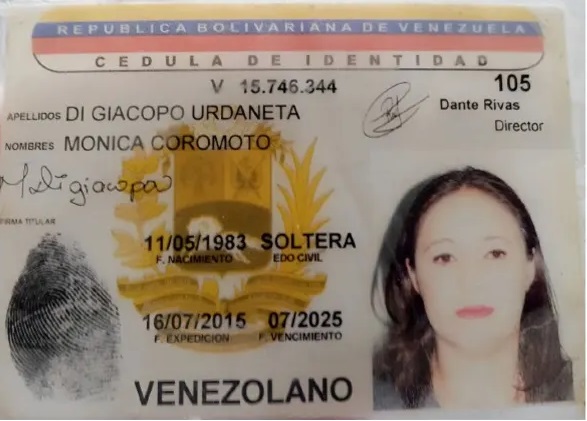 REPUBLICA BOLIVARIANA DE VENEZUELA
CEDULA DE IDENTIDAD
V 15.746.344
105
APELLIDOS DI GIACOPO URDANETA
Dante Rivas
Director
NOMBRES MONICA COROMOTO
M Di giacopo
FIRMA TITULAR
11/05/1983 SOLTERA
F. NACIMIENTO EDO CIVIL
16/07/2015 07/2025
F. EXPEDICION F. VENCIMIENTO
VENEZOLANO